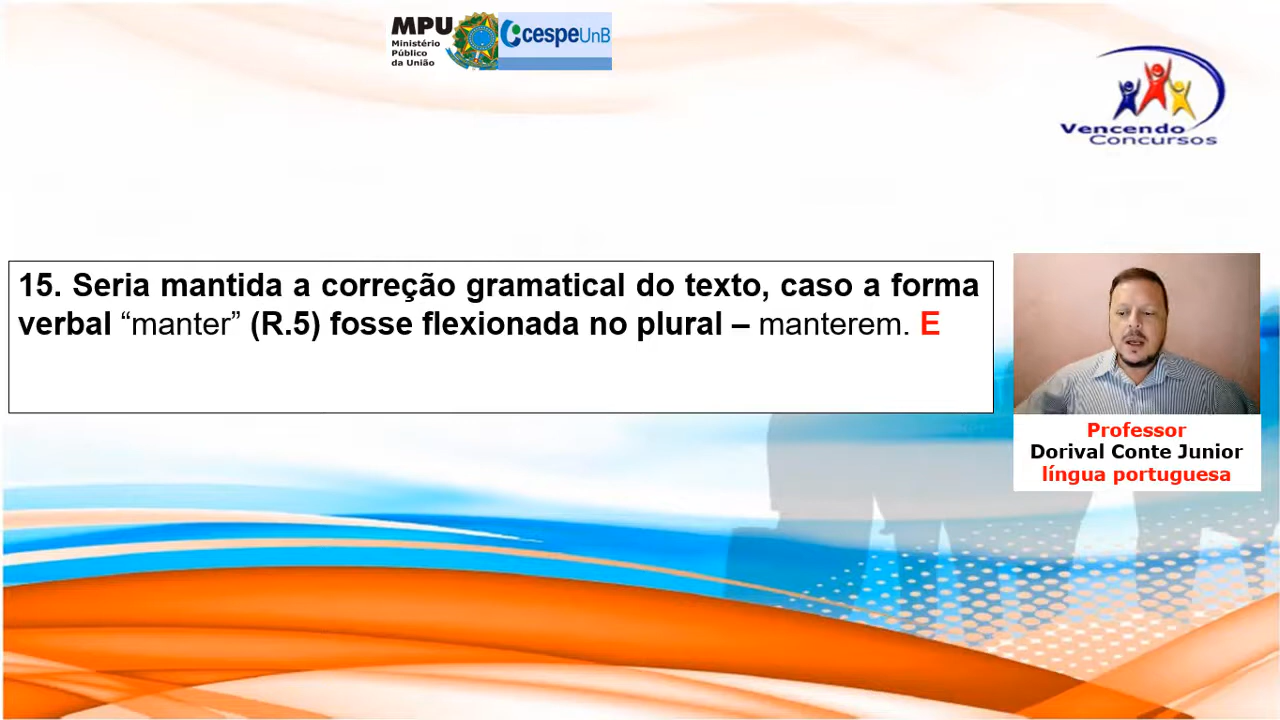 MPU
Ministério
Público
da União
cespeUnB
Vencendo
Concursos
15. Seria mantida a correção gramatical do texto, caso a forma
verbal “manter” (R.5) fosse flexionada no plural – manterem. E
Professor
Dorival Conte Junior
língua portuguesa